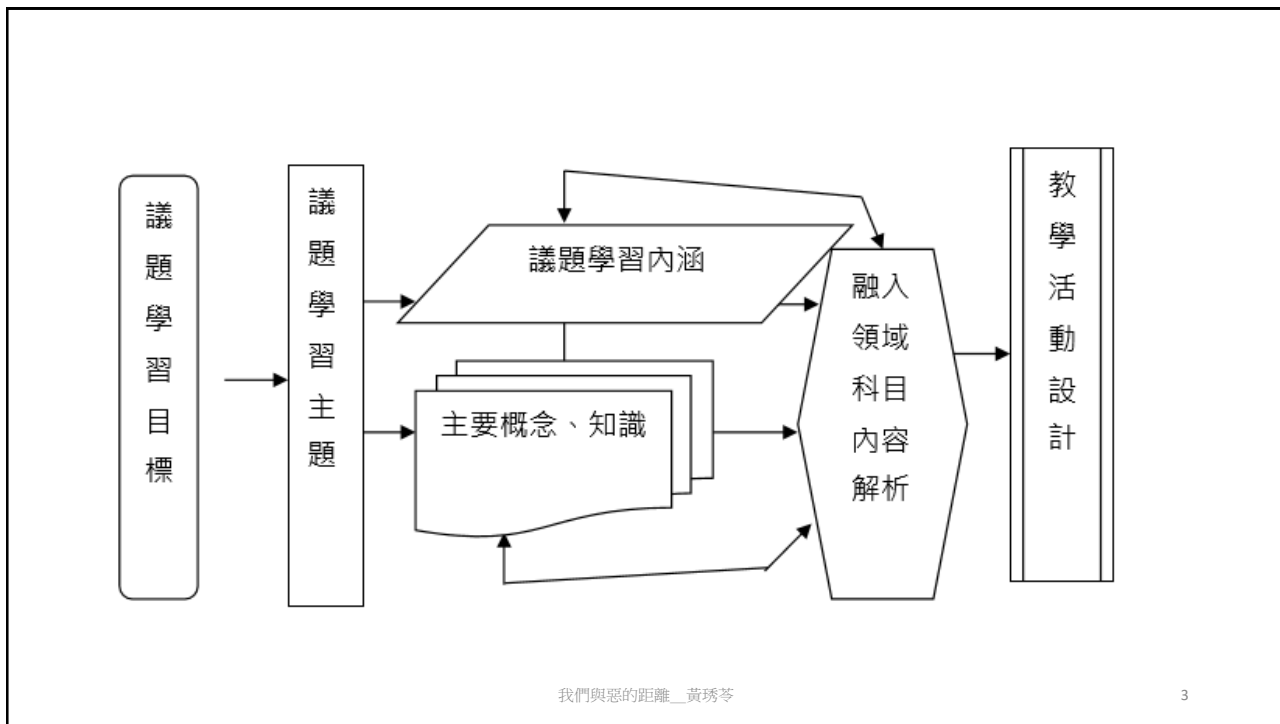 議題學習目標
議題學習主題
議題學習內涵
主要概念、知識
融入
領域
科目
內容
解析
教學活動設計
我們與惡的距離__黃琇苓
3